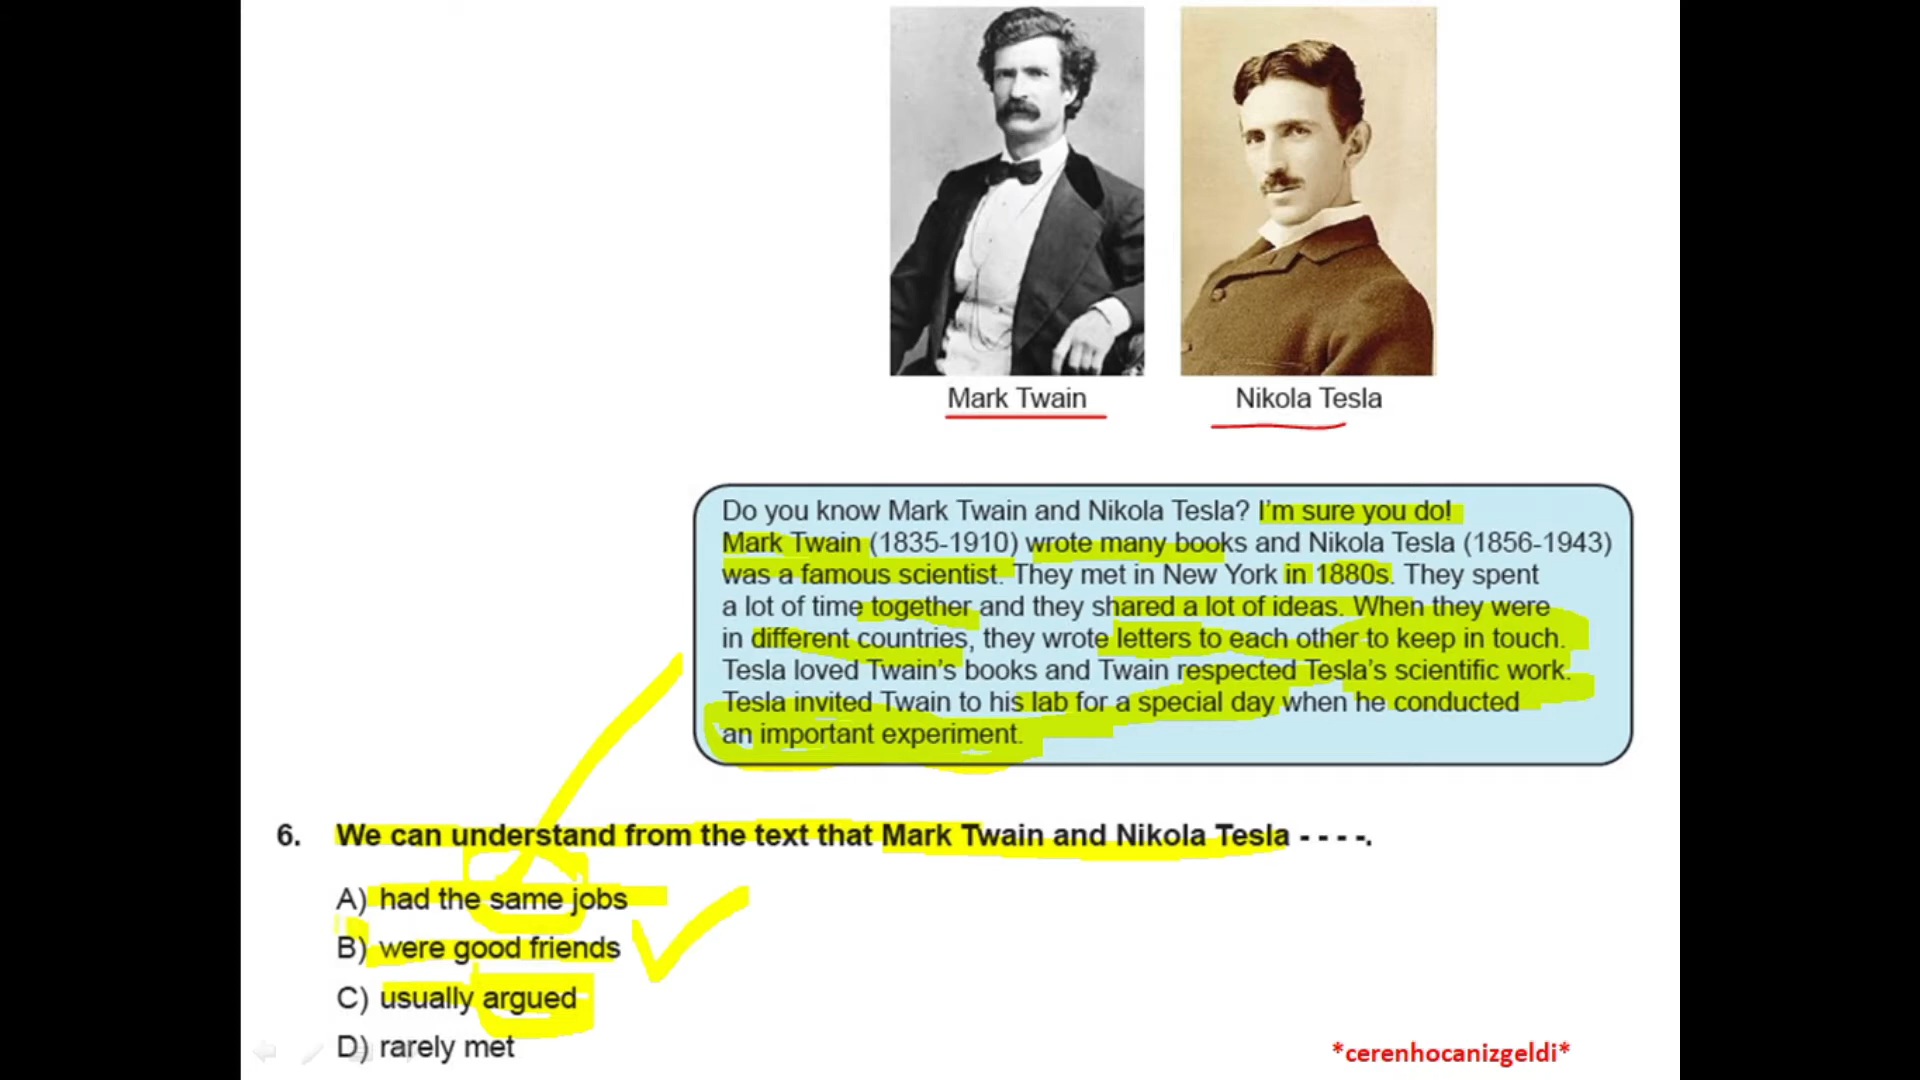 Mark Twain
Nikola Tesla
Do you know Mark Twain and Nikola Tesla? I'm sure you do!
Mark Twain (1835-1910) wrote many books and Nikola Tesla (1856-1943)
was a famous scientist. They met in New York in 1880s. They spent
a lot of time together and they shared a lot of ideas. When they were
in different countries, they wrote letters to each other to keep in touch.
Tesla loved Twain's books and Twain respected Tesla's scientific work.
Tesla invited Twain to his lab for a special day when he conducted
an important experiment.
6. We can understand from the text that Mark Twain and Nikola Tesla - - - -.
A) had the same jobs
B) were good friends
C) usually argued
D) rarely met
*cerenhocanizgeldi*